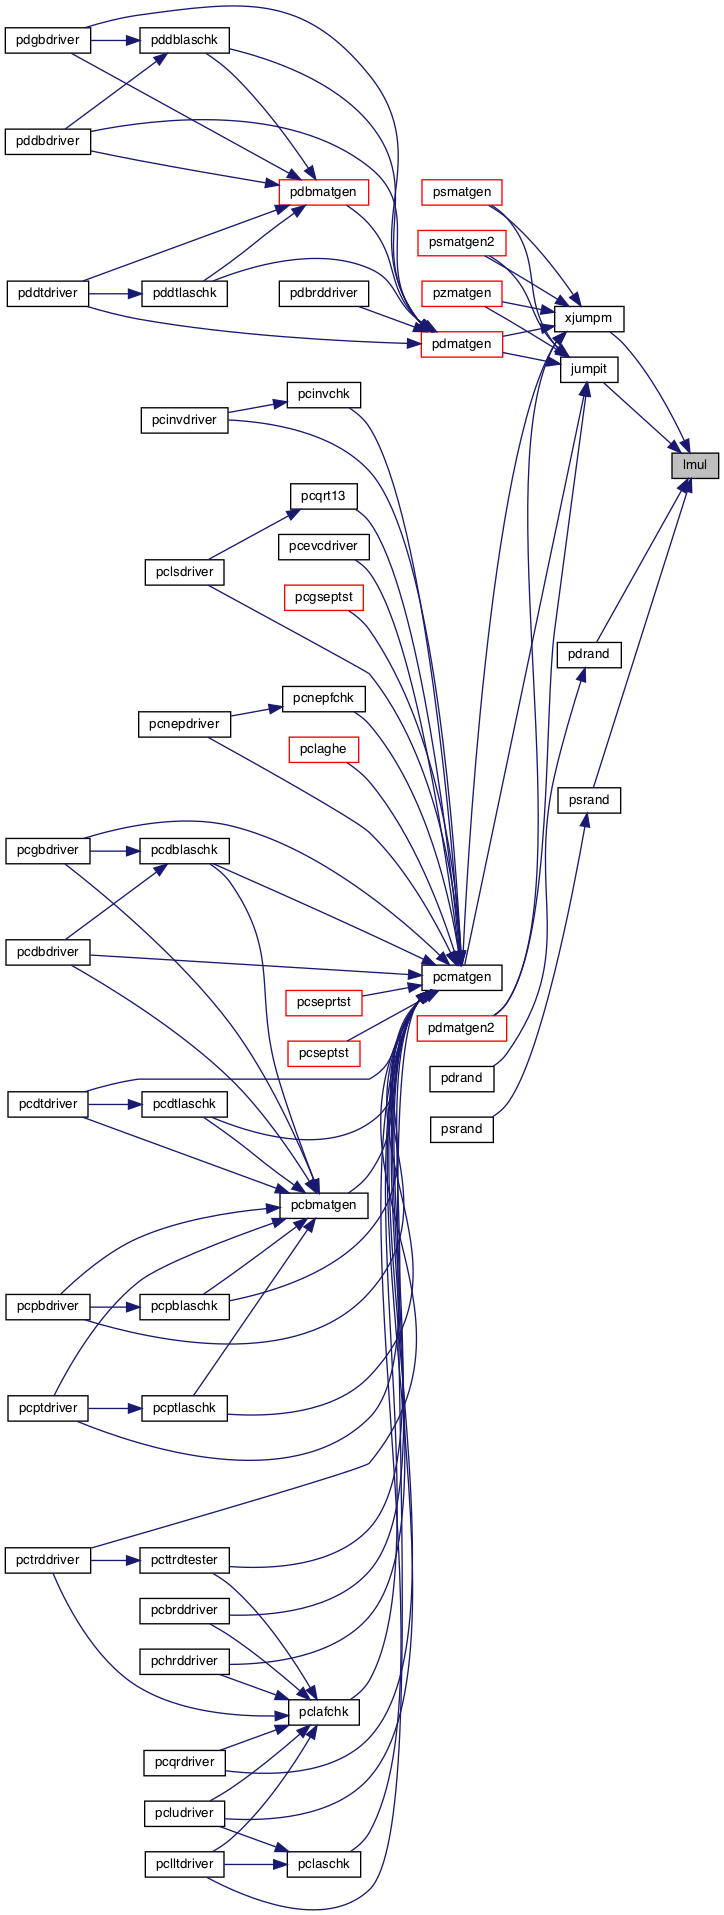 pdgbdriver
pddblaschk
pddbdriver
pdbmatgen
psmatgen
psmatgen2
pddtdriver
pddtlaschk
pdbrddriver
pzmatgen
xjumpm
pdmatgen
jumpit
pcinvchk
pcinvdriver
lmul
pcqrt13
pcevcdriver
pclsdriver
pcgseptst
pdrand
pcnepfchk
pcnepdriver
pclaghe
psrand
pcgbdriver
pcdblaschk
pcdbdriver
pcmatgen
pcseprtst
pdmatgen2
pcseptst
pdrand
pcdtdriver
pcdtlaschk
psrand
pcbmatgen
pcpbdriver
pcpblaschk
pcptdriver
pcptlaschk
pctrddriver
pcttrdtester
pcbrddriver
pchrddriver
pclafchk
pcqrdriver
pcludriver
pclltdriver
pclaschk